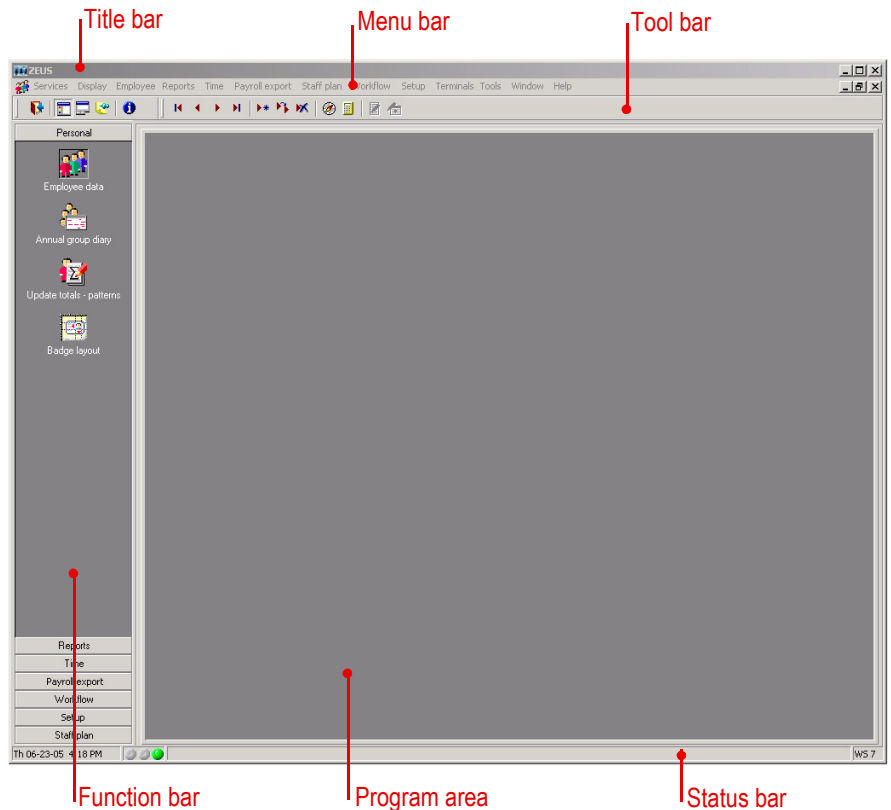 Title bar
Menu bar
Tool bar
ZEUS
Services Display Employee Reports Time Payroll export Staff plan Workflow Setup Terminals Tools Window Help
Personal
Employee data
Annual group diary
Update totals - patterns
Badge layout
Reports
Time
Payroll export
Workflow
Setup
Staff plan
Th 06-23-05 4:18 PM
WS 7
Function bar
Program area
Status bar